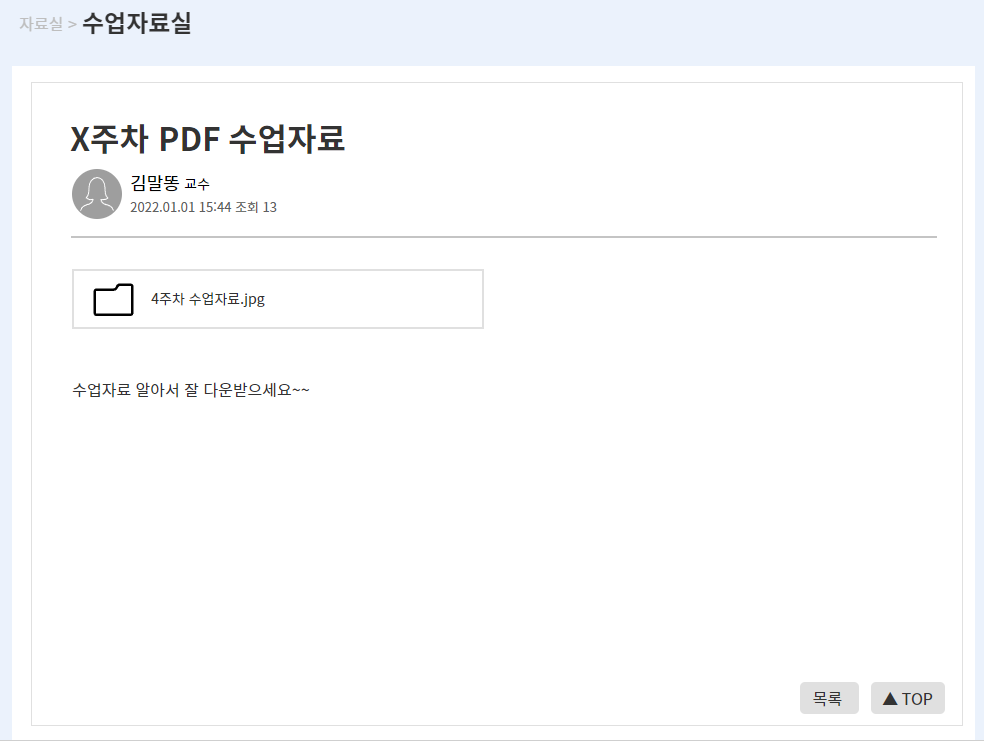 자료실 > 수업자료실
X주차 PDF 수업자료
김말똥 교수
2022.01.01 15:44 조회 13
4주차 수업자료.jpg
수업자료 알아서 잘 다운받으세요~~
목록 ▲ TOP